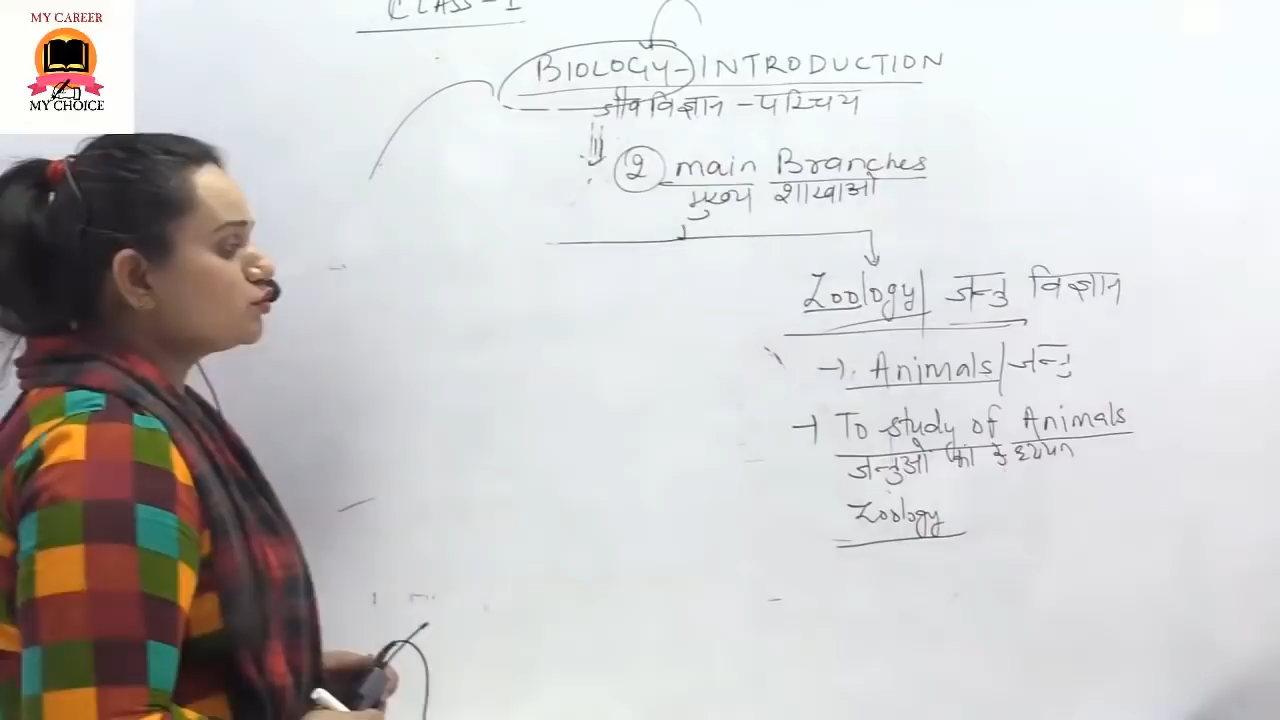 MY CAREER
MY CHOICE
CLASS-1
BIOLOGY-INTRODUCTION
जीवविज्ञान - परिचय
2 main Branches
मुख्य शाखाओ
Zoology / जन्तु विज्ञान
→ Animals / जन्तु
→ To study of Animals
जन्तुओ का अध्ययन
Zoology